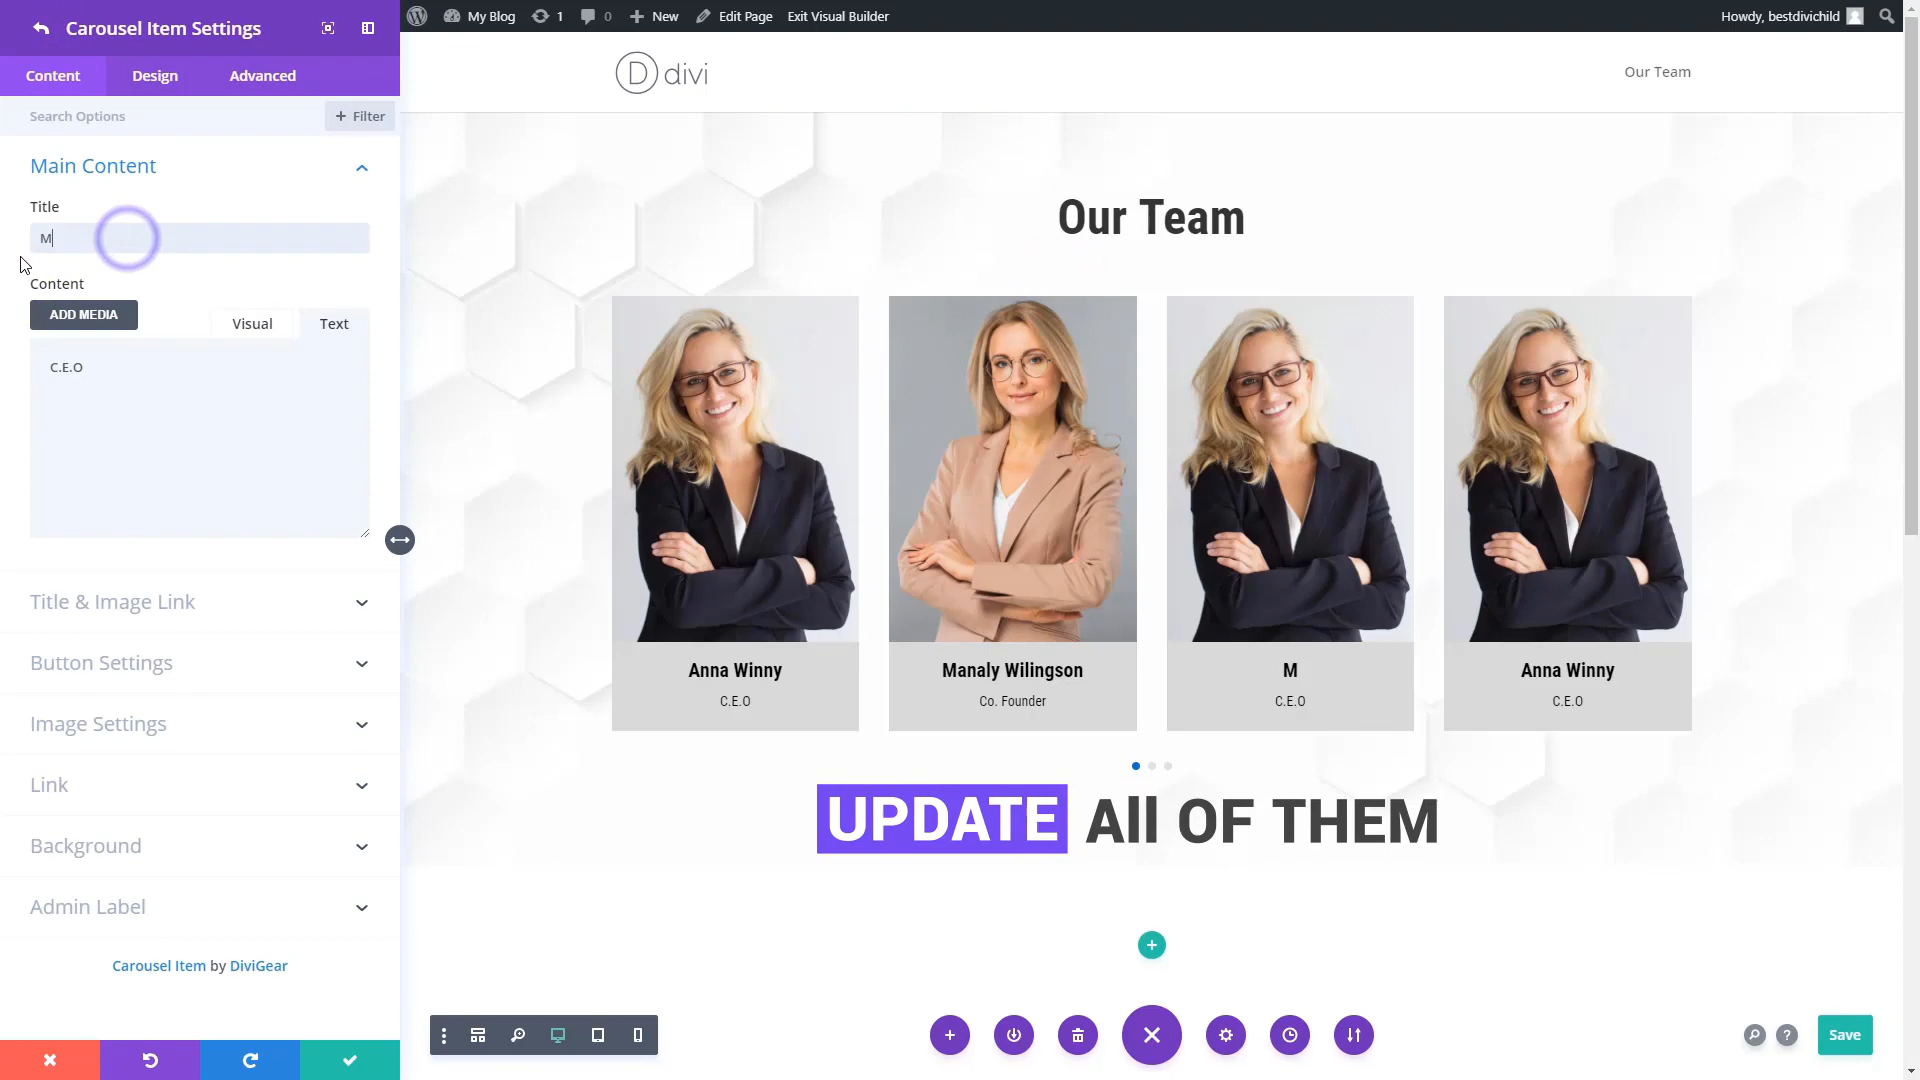 Carousel Item Settings
My Blog 1 0 New Edit Page Exit Visual Builder
Howdy, bestdivichild
Content Design Advanced
D divi
Our Team
Search Options
+ Filter
Main Content
Title
M
Content
ADD MEDIA
Visual Text
C.E.O
Title & Image Link
Button Settings
Image Settings
Link
Background
Admin Label
Carousel Item by DiviGear
Our Team
Anna Winny
C.E.O
Manaly Wilingson
Co. Founder
M
C.E.O
Anna Winny
C.E.O
UPDATE All OF THEM
?
Save